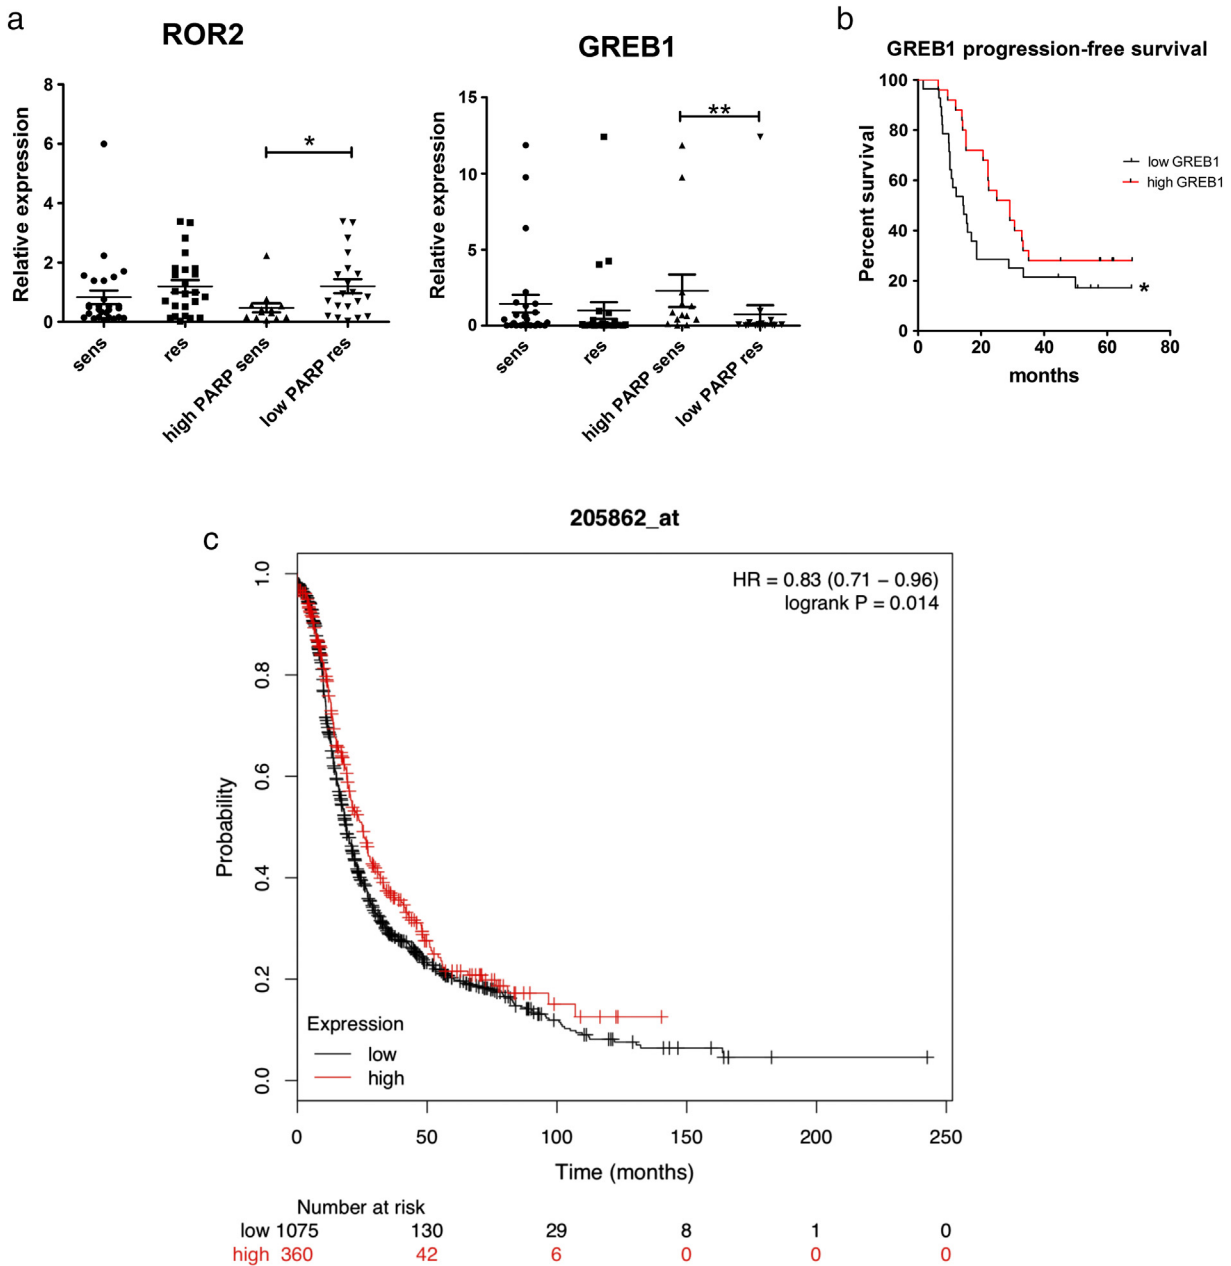 a
ROR2
Relative expression
8
6
4
2
0
*
sens
res
high PARP sens
low PARP res
GREB1
Relative expression
15
10
5
0
**
sens
res
high PARP sens
low PARP res
b
GREB1 progression-free survival
Percent survival
100
80
60
40
20
0
0 20 40 60 80
months
low GREB1
high GREB1
*
c
205862_at
HR = 0.83 (0.71 − 0.96)
logrank P = 0.014
Probability
1.0
0.8
0.6
0.4
0.2
0.0
Expression
low
high
0 50 100 150 200 250
Time (months)
Number at risk
low 1075 130 29 8 1 0
high 360 42 6 0 0 0